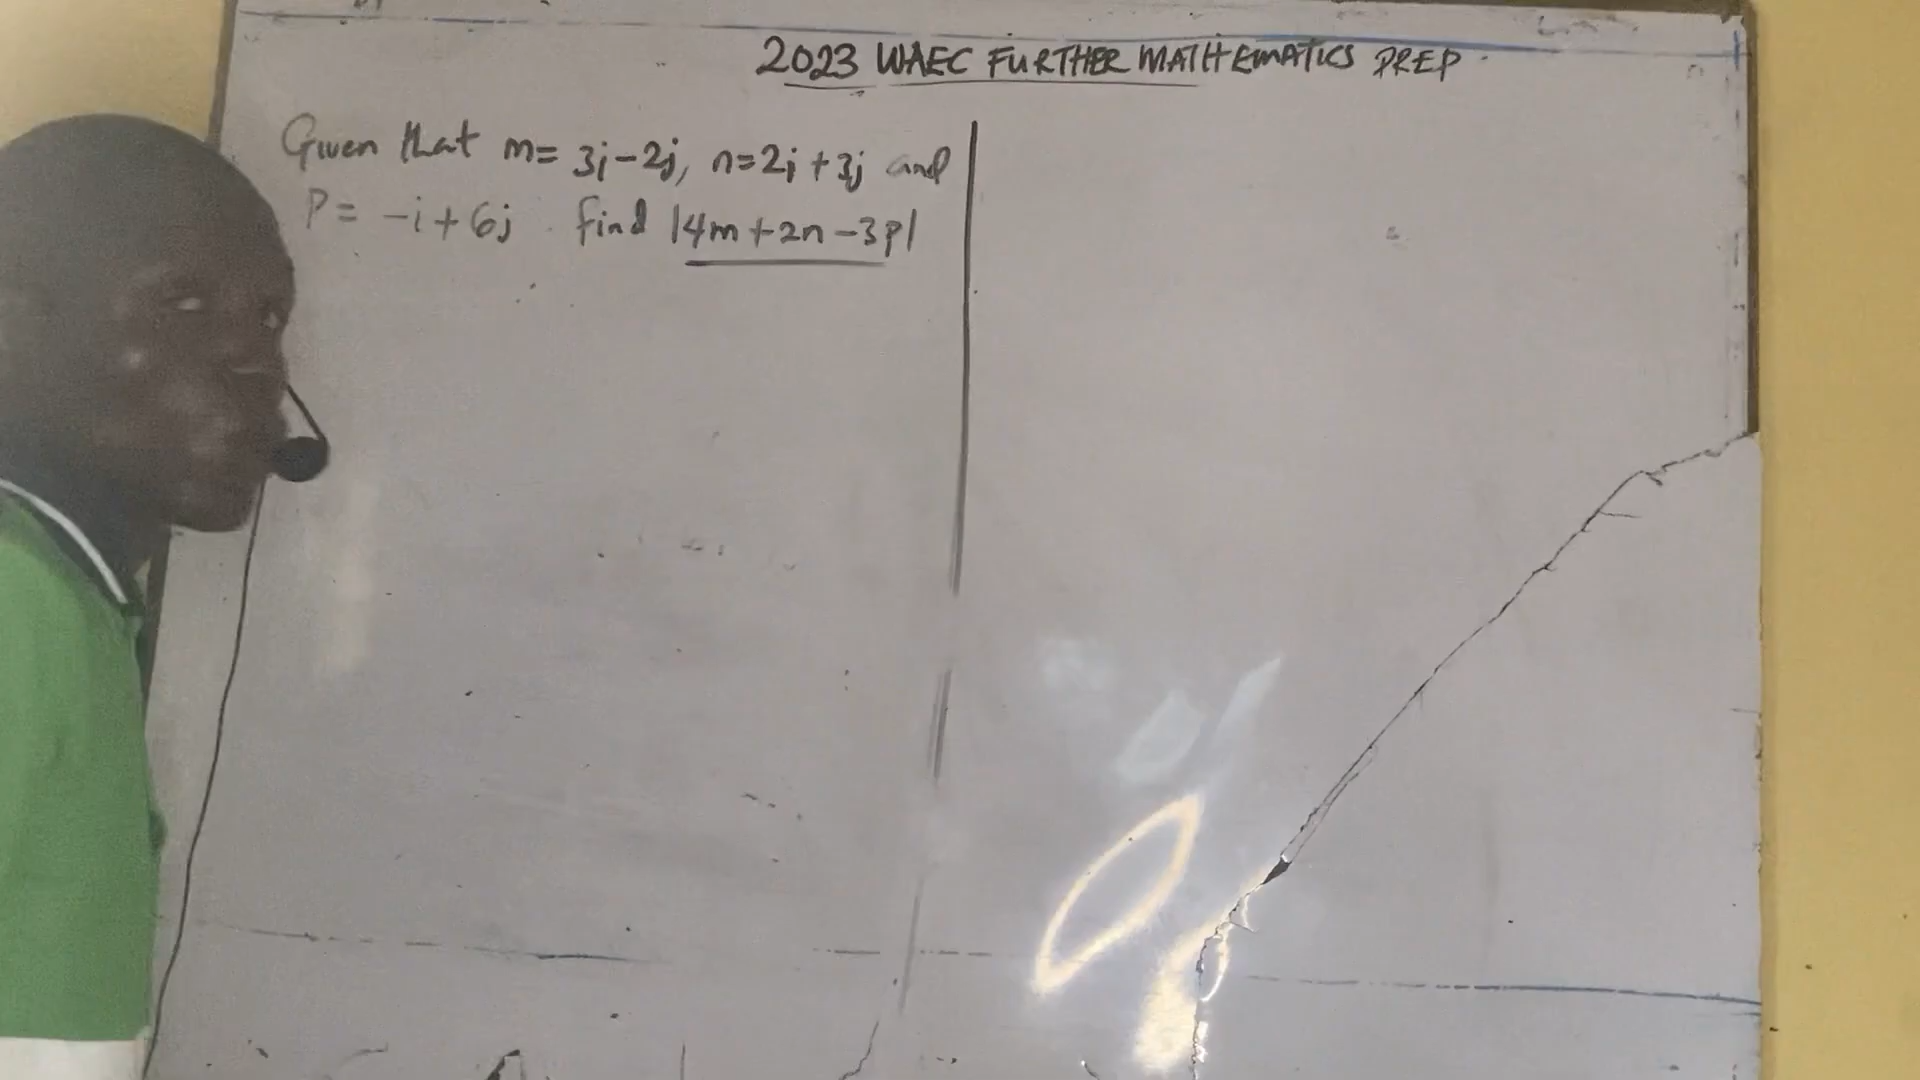 2023 WAEC FURTHER MATHEMATICS PREP
Given that m= 3i-2j, n=2i+3j and
P= -i+6j. find |4m+2n-3p|